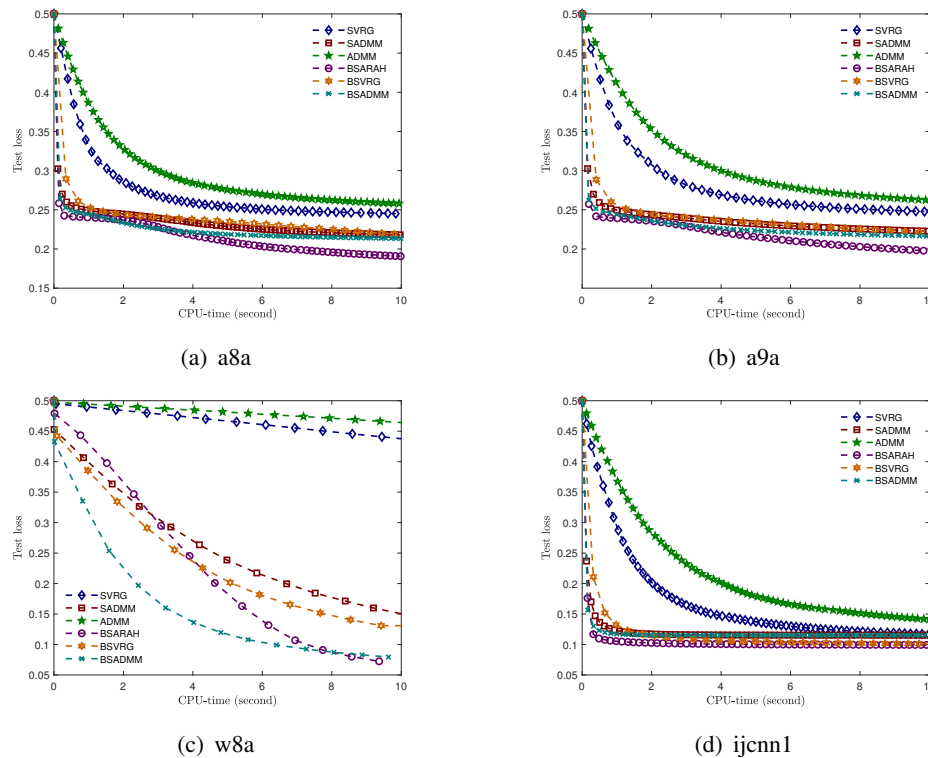 0.5
0.45
0.4
0.35
0.3
0.25
0.2
0.15
Test loss
0 2 4 6 8 10
CPU-time (second)
SVRG
SADMM
ADMM
BSARAH
BSVRG
BSADMM
(a) a8a
0.5
0.45
0.4
0.35
0.3
0.25
0.2
0.15
Test loss
0 2 4 6 8 10
CPU-time (second)
SVRG
SADMM
ADMM
BSARAH
BSVRG
BSADMM
(b) a9a
0.5
0.45
0.4
0.35
0.3
0.25
0.2
0.15
0.1
0.05
Test loss
SVRG
SADMM
ADMM
BSARAH
BSVRG
BSADMM
0 2 4 6 8 10
CPU-time (second)
(c) w8a
0.5
0.45
0.4
0.35
0.3
0.25
0.2
0.15
0.1
0.05
Test loss
SVRG
SADMM
ADMM
BSARAH
BSVRG
BSADMM
0 2 4 6 8 10
CPU-time (second)
(d) ijcnn1